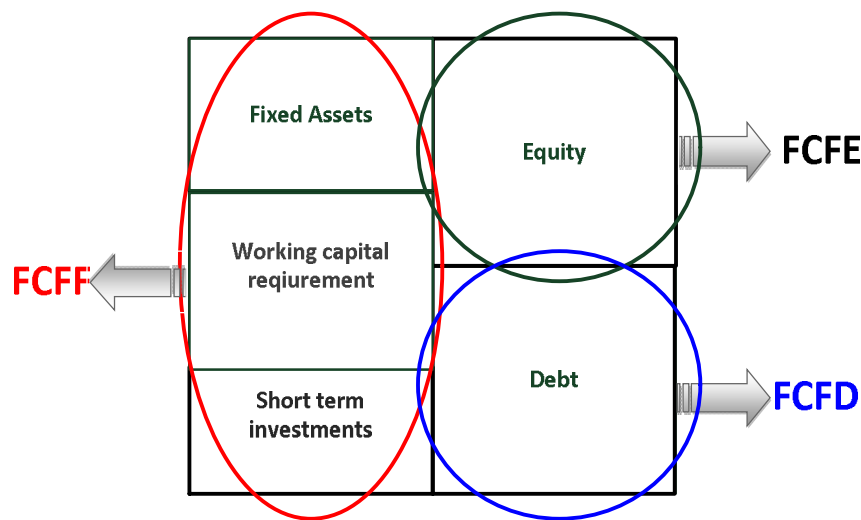 Fixed Assets
Equity
FCFE
Working capital
reqiurement
FCFF
Debt
FCFD
Short term
investments